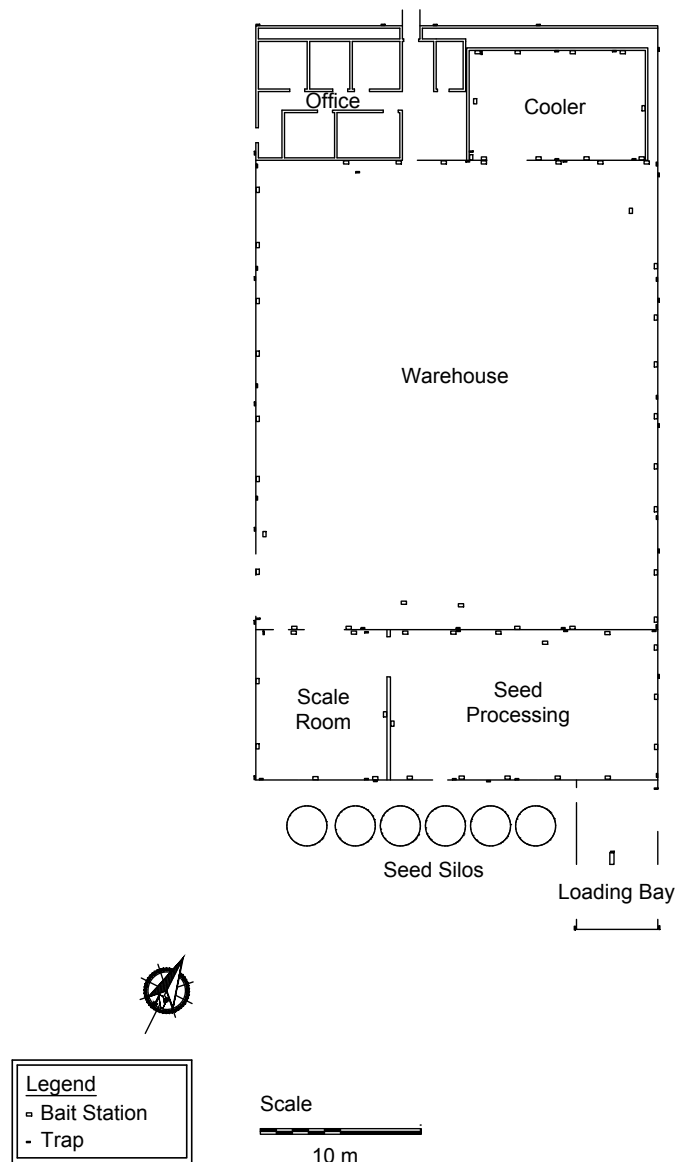 Office
Cooler
Warehouse
Scale
Room
Seed
Processing
Seed Silos
Loading Bay
Legend
Bait Station
Trap
Scale
10 m